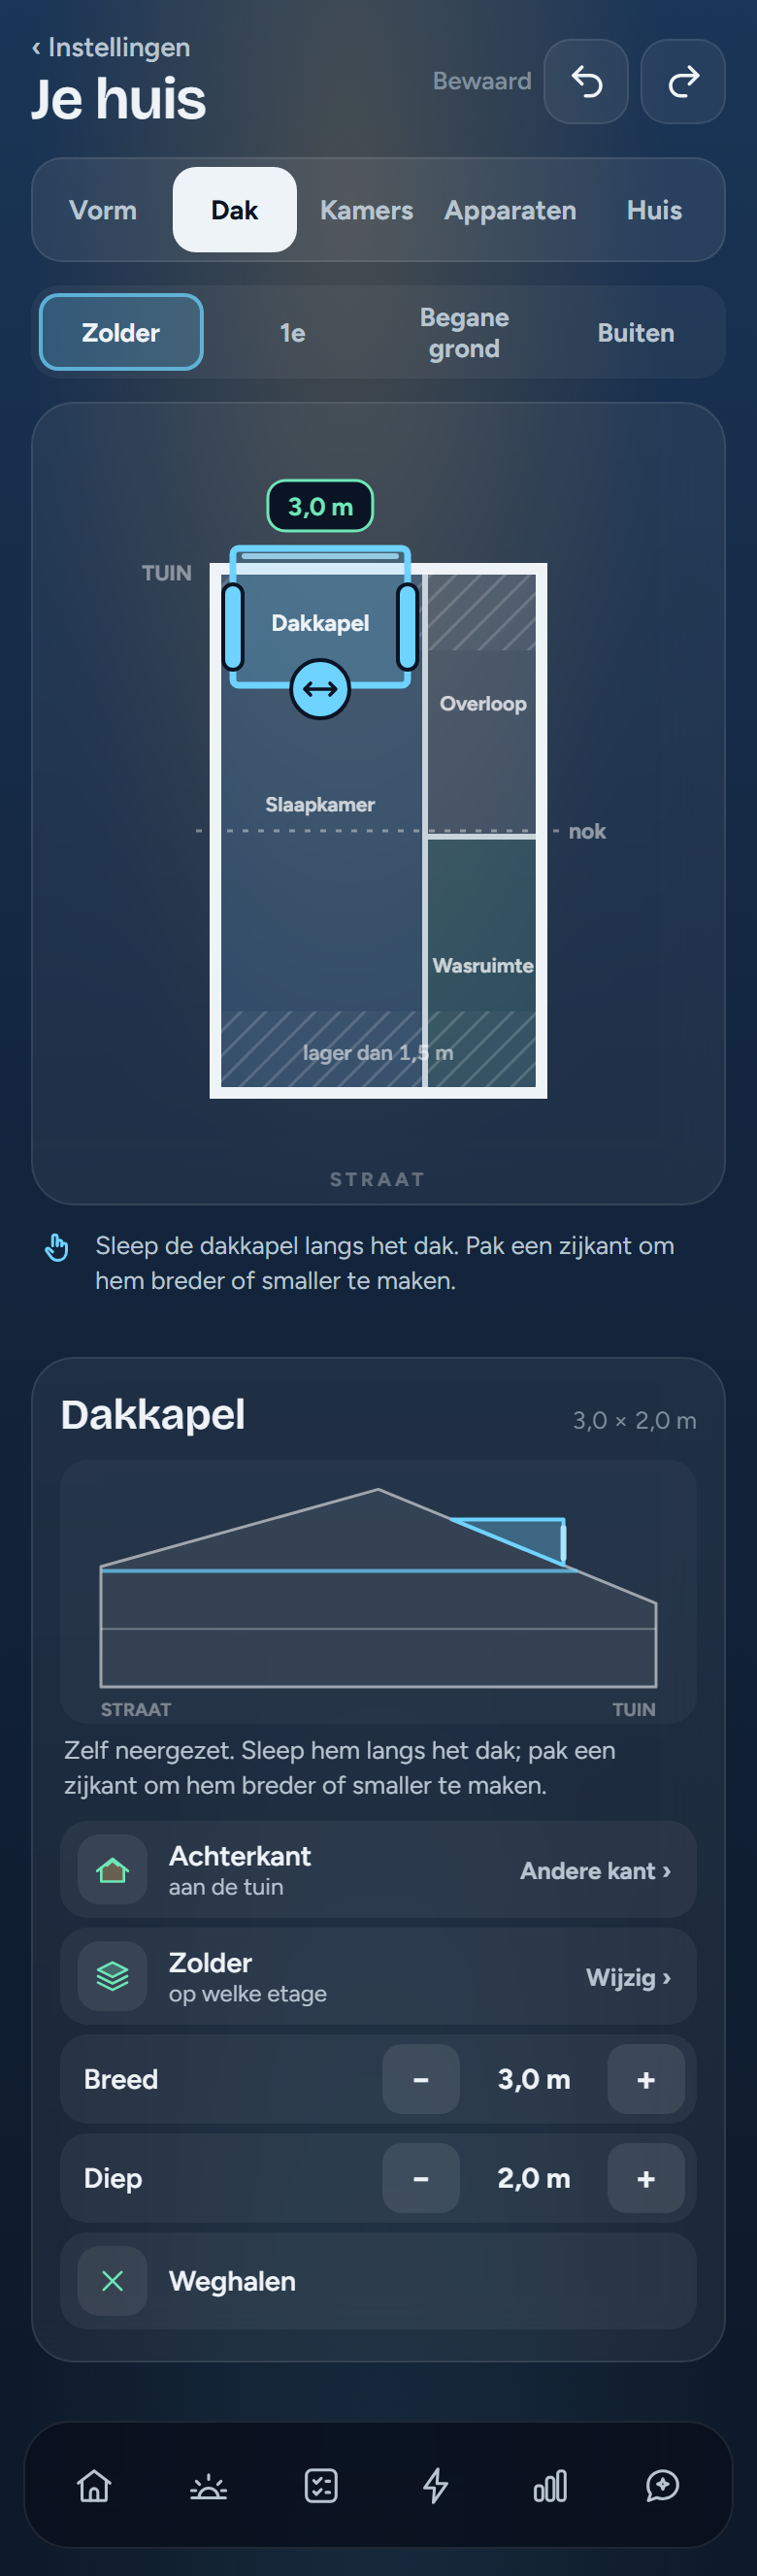 ‹ Instellingen
Je huis
Bewaard
Vorm
Dak
Kamers
Apparaten
Huis
Zolder
1e
Begane
grond
Buiten
3,0 m
TUIN
Dakkapel
Overloop
Slaapkamer
nok
Wasruimte
lager dan 1,5 m
STRAAT
Sleep de dakkapel langs het dak. Pak een zijkant om
hem breder of smaller te maken.
Dakkapel
3,0 × 2,0 m
STRAAT
TUIN
Zelf neergezet. Sleep hem langs het dak; pak een
zijkant om hem breder of smaller te maken.
Achterkant
aan de tuin
Andere kant ›
Zolder
op welke etage
Wijzig ›
Breed
− 3,0 m +
Diep
− 2,0 m +
Weghalen